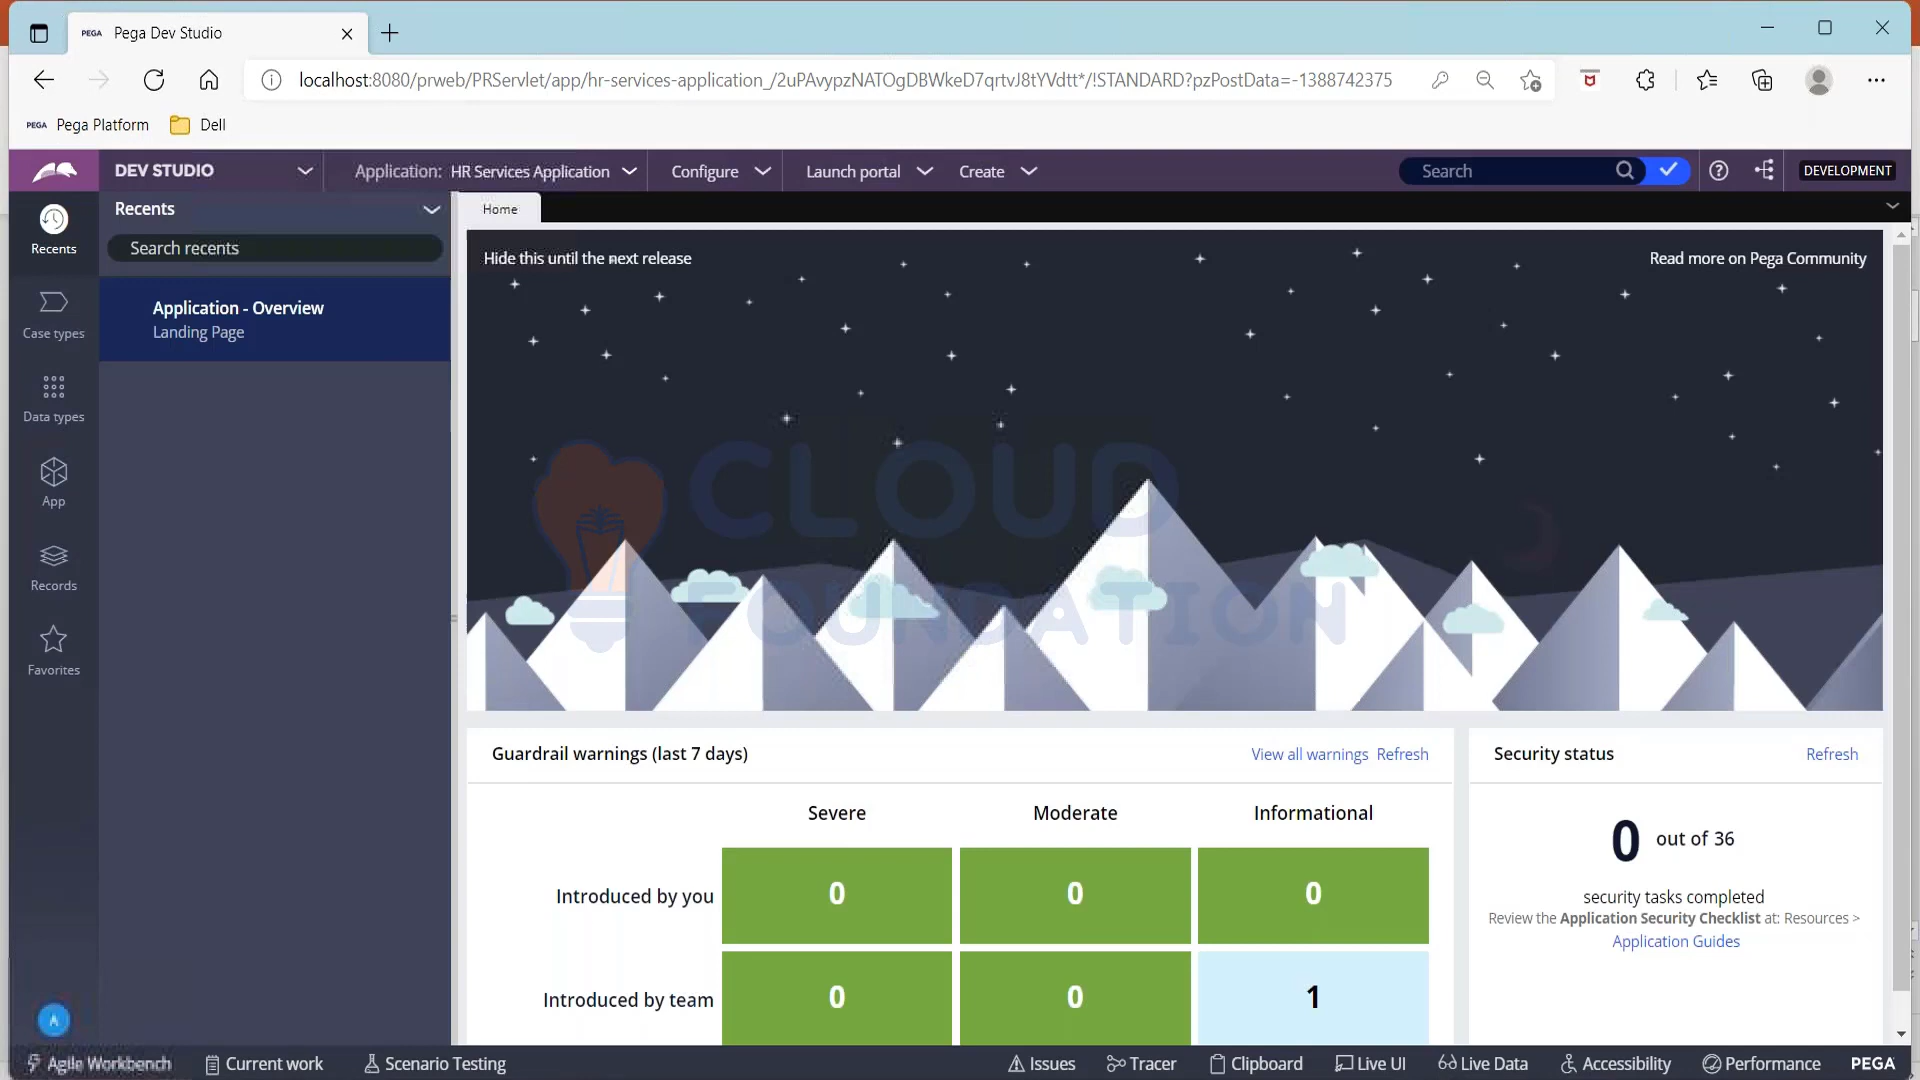 PEGA Pega Dev Studio
localhost:8080/prweb/PRServlet/app/hr-services-application_/2uPAvypzNATOgDBWkeD7qrtvJ8tYVdtt*/!STANDARD?pzPostData=-1388742375
PEGA Pega Platform Dell
DEV STUDIO Application: HR Services Application Configure Launch portal Create Search DEVELOPMENT
Recents
Home
Recents
Search recents
Hide this until the next release Read more on Pega Community
Application - Overview
Landing Page
Case types
Data types
App
Records
Favorites
CLOUD
FOUNDATION
Guardrail warnings (last 7 days) View all warnings Refresh
Security status Refresh
Severe Moderate Informational
0 out of 36
Introduced by you 0 0 0
security tasks completed
Review the Application Security Checklist at: Resources >
Application Guides
Introduced by team 0 0 1
A
Agile Workbench Current work Scenario Testing Issues Tracer Clipboard Live UI Live Data Accessibility Performance PEGA